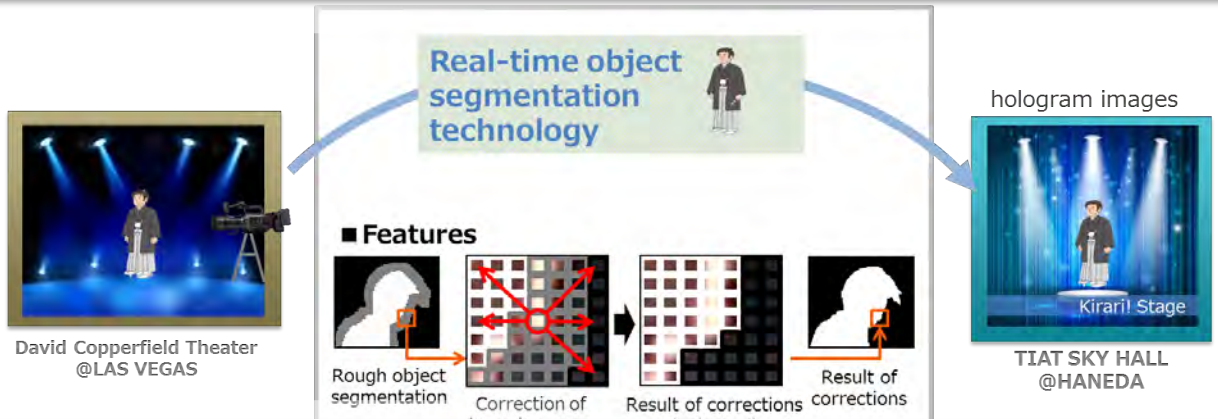 Real-time object
segmentation
technology
hologram images
Kirari! Stage
David Copperfield Theater
@LAS VEGAS
TIAT SKY HALL
@HANEDA
■ Features
Rough object
segmentation
Correction of
Result of corrections
Result of
corrections